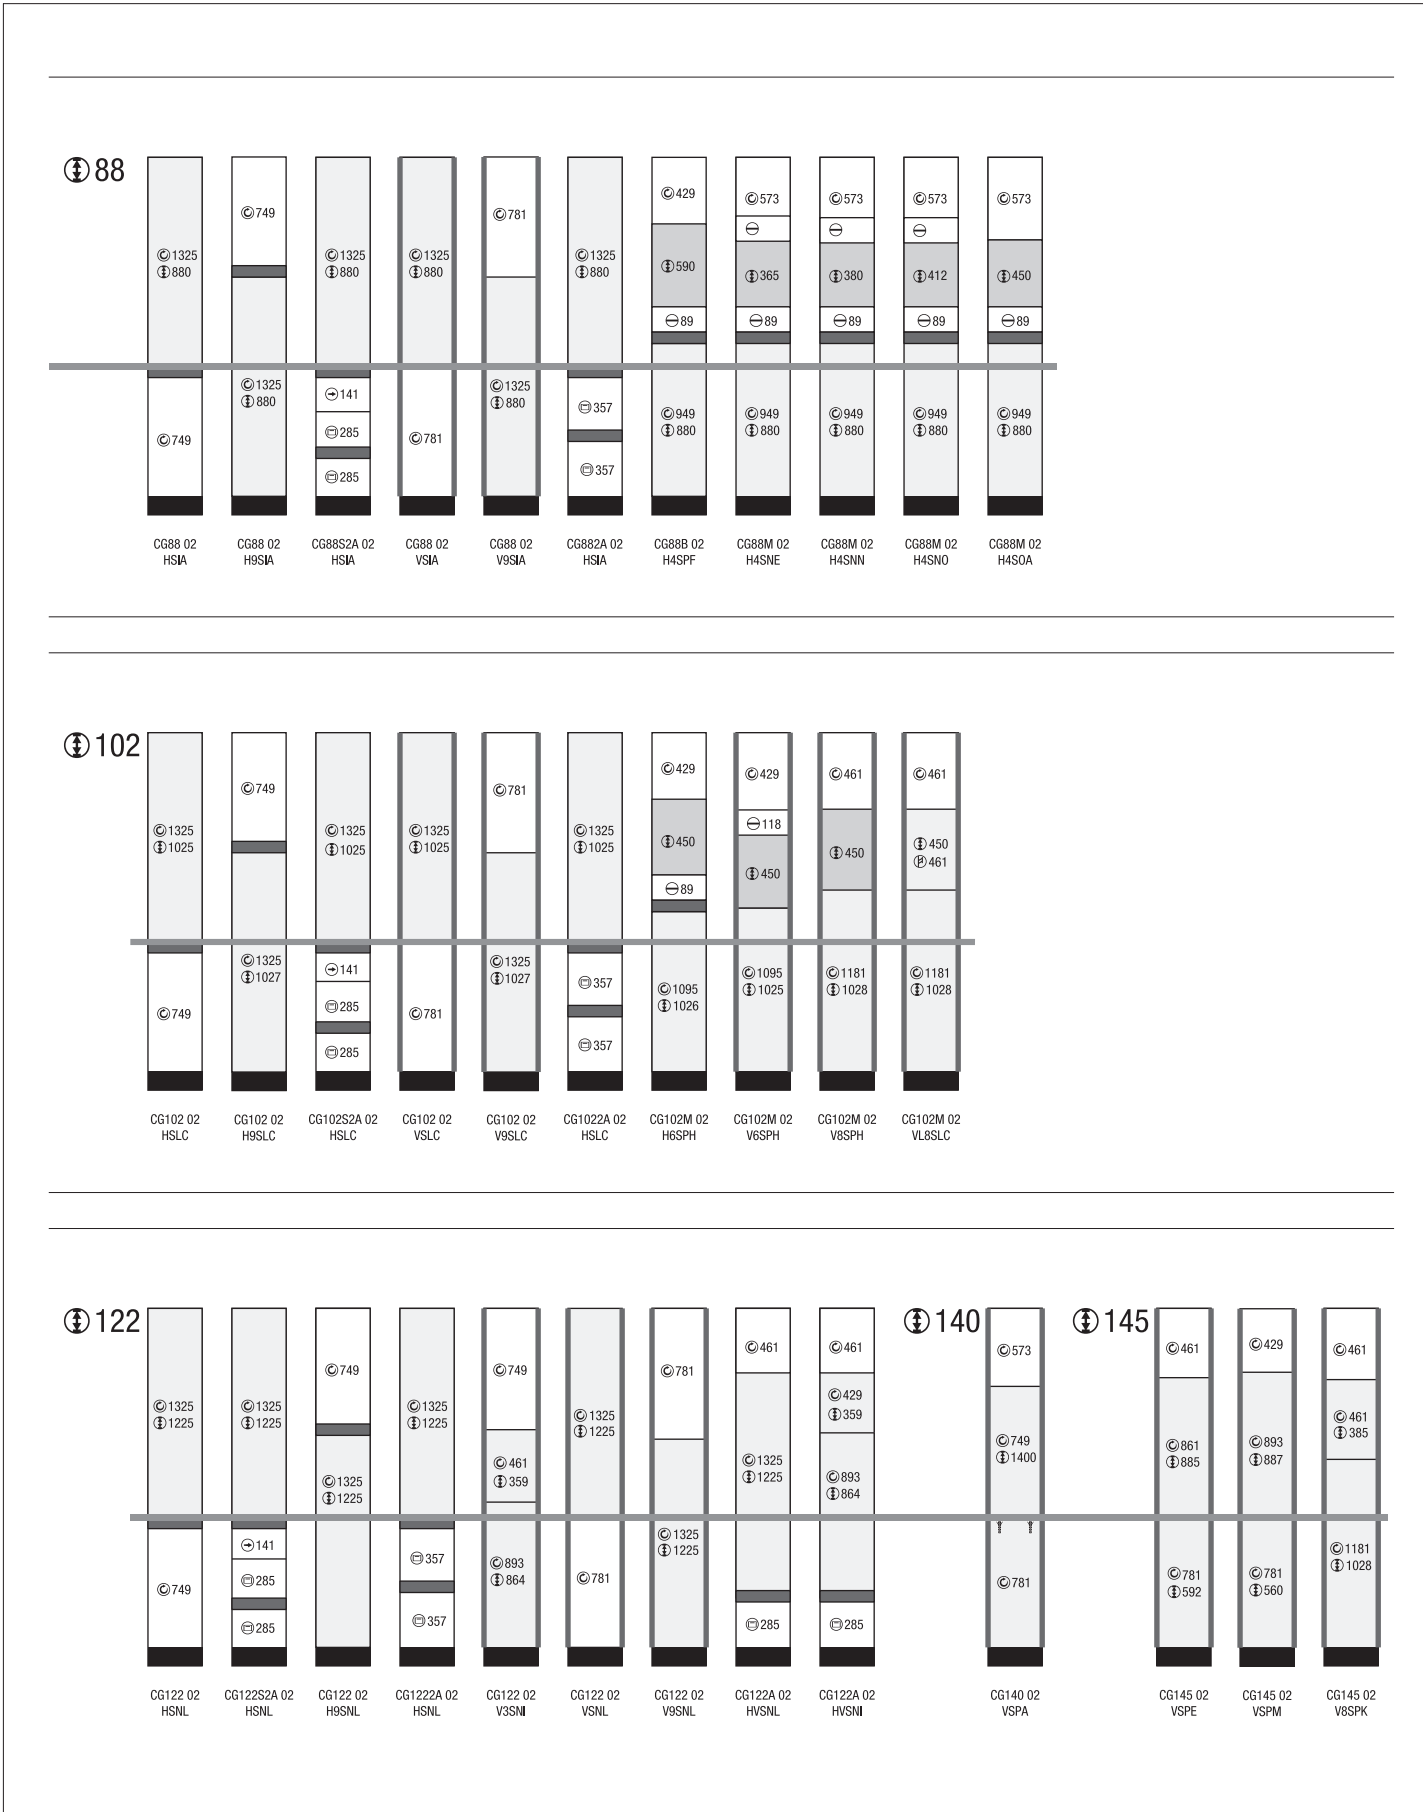 88
1325
880
749
CG88 02
HSIA
749
1325
880
CG88 02
H9SIA
1325
880
141
285
285
CG88S2A 02
HSIA
1325
880
781
CG88 02
VSIA
781
1325
880
CG88 02
V9SIA
1325
880
357
357
CG882A 02
HSIA
429
590
89
949
880
CG88B 02
H4SPF
573
365
89
949
880
CG88M 02
H4SNE
573
380
89
949
880
CG88M 02
H4SNN
573
412
89
949
880
CG88M 02
H4SNO
573
450
89
949
880
CG88M 02
H4SOA
102
1325
1025
749
CG102 02
HSLC
749
1325
1027
CG102 02
H9SLC
1325
1025
141
285
285
CG102S2A 02
HSLC
1325
1025
781
CG102 02
VSLC
781
1325
1027
CG102 02
V9SLC
1325
1025
357
357
CG1022A 02
HSLC
429
450
89
1095
1026
CG102M 02
H6SPH
429
118
450
1095
1025
CG102M 02
V6SPH
461
450
1181
1028
CG102M 02
V8SPH
461
450
461
1181
1028
CG102M 02
VL8SLC
122
1325
1225
749
CG122 02
HSNL
1325
1225
141
285
285
CG122S2A 02
HSNL
749
1325
1225
CG122 02
H9SNL
1325
1225
357
357
CG1222A 02
HSNL
749
461
359
893
864
CG122 02
V3SNI
1325
1225
781
CG122 02
VSNL
781
1325
1225
CG122 02
V9SNL
461
1325
1225
285
CG122A 02
HVSNL
461
429
359
893
864
285
CG122A 02
HVSNI
140
573
749
1400
781
CG140 02
VSPA
145
461
861
885
781
592
CG145 02
VSPE
429
893
887
781
560
CG145 02
VSPM
461
461
385
1181
1028
CG145 02
V8SPK